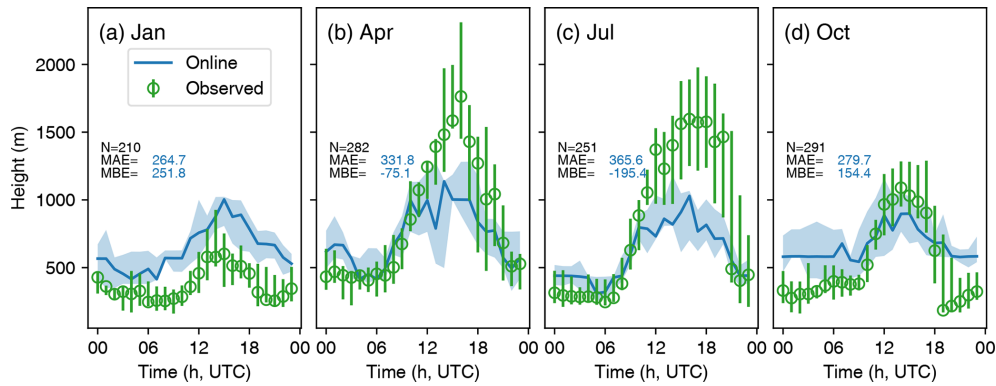 (a) Jan
Online
Observed
N=210
MAE= 264.7
MBE= 251.8
(b) Apr
N=282
MAE= 331.8
MBE= -75.1
(c) Jul
N=251
MAE= 365.6
MBE= -195.4
(d) Oct
N=291
MAE= 279.7
MBE= 154.4
Height (m)
2000
1500
1000
500
00 06 12 18 00 06 12 18 00 06 12 18 00 06 12 18 00
Time (h, UTC) Time (h, UTC) Time (h, UTC) Time (h, UTC)